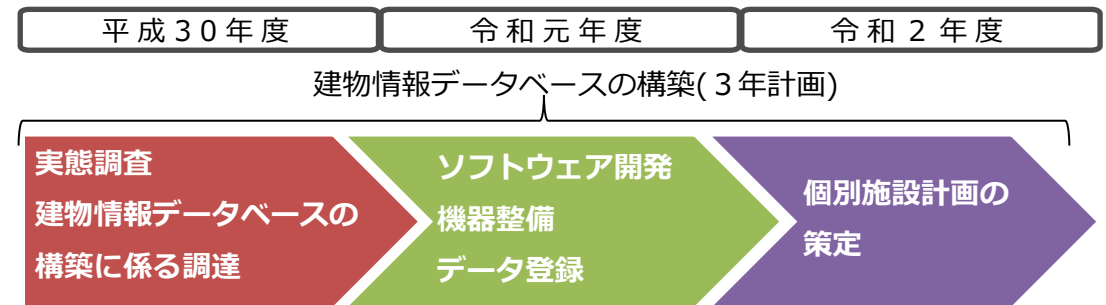 平成30年度
令和元年度
令和2年度
建物情報データベースの構築(3年計画)
実態調査
建物情報データベースの
構築に係る調達
ソフトウェア開発
機器整備
データ登録
個別施設計画の
策定